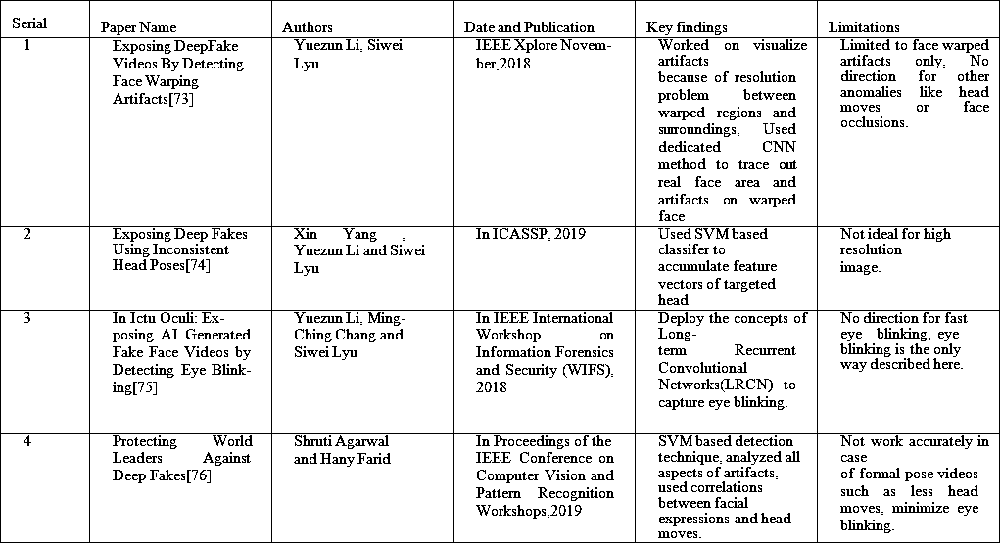 Serial
Paper Name
Authors
Date and Publication
Key findings
Limitations
1
Exposing DeepFake
Videos By Detecting
Face Warping
Artifacts[73]
Yuezun Li, Siwei
Lyu
IEEE Xplore Novem-
ber,2018
Worked on visualize
artifacts
because of resolution
problem between
warped regions and
surroundings, Used
dedicated CNN
method to trace out
real face area and
artifacts on warped
face
Limited to face warped
artifacts only, No
direction for other
anomalies like head
moves or face
occlusions.
2
Exposing Deep Fakes
Using Inconsistent
Head Poses[74]
Xin Yang ,
Yuezun Li and Siwei
Lyu
In ICASSP, 2019
Used SVM based
classifer to
accumulate feature
vectors of targeted
head
Not ideal for high
resolution
image.
3
In Ictu Oculi: Ex-
posing AI Generated
Fake Face Videos by
Detecting Eye Blink-
ing[75]
Yuezun Li, Ming-
Ching Chang and
Siwei Lyu
In IEEE International
Workshop on
Information Forensics
and Security (WIFS),
2018
Deploy the concepts of
Long-
term Recurrent
Convolutional
Networks(LRCN) to
capture eye blinking.
No direction for fast
eye blinking, eye
blinking is the only
way described here.
4
Protecting World
Leaders Against
Deep Fakes[76]
Shruti Agarwal
and Hany Farid
In Proceedings of the
IEEE Conference on
Computer Vision and
Pattern Recognition
Workshops,2019
SVM based detection
technique, analyzed all
aspects of artifacts,
used correlations
between facial
expressions and head
moves.
Not work accurately in
case
of formal pose videos
such as less head
moves, minimize eye
blinking.